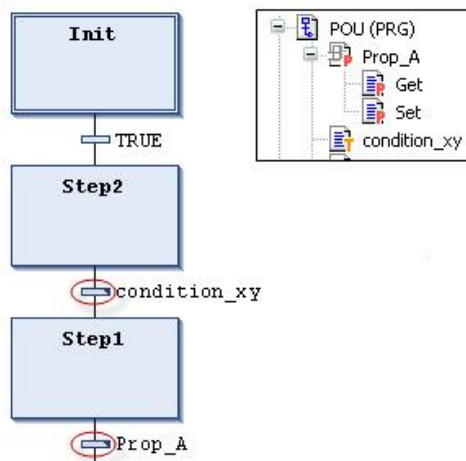 Init
TRUE
Step2
condition_xy
Step1
Prop_A
POU (PRG)
Prop_A
Get
Set
condition_xy